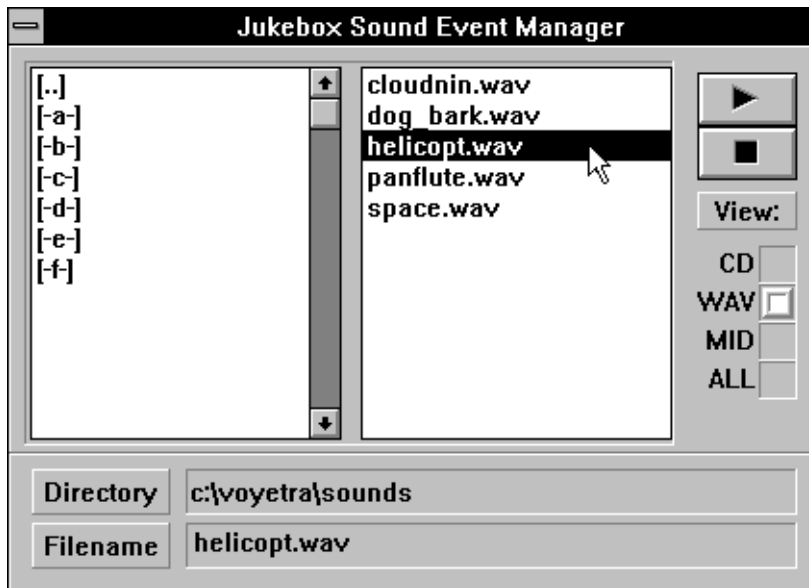 Jukebox Sound Event Manager
[..]
[-a-]
[-b-]
[-c-]
[-d-]
[-e-]
[-f-]
cloudnin.wav
dog_bark.wav
helicopt.wav
panflute.wav
space.wav
View:
CD
WAV
MID
ALL
Directory c:\voyetra\sounds
Filename helicopt.wav